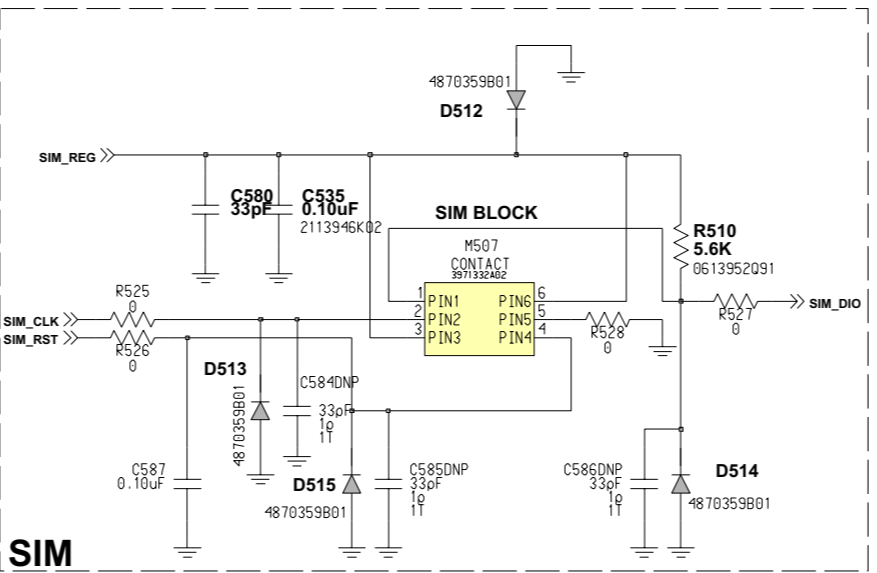 4870359B01
D512
SIM_REG
C580
33pF
C535
0.10uF
2113946K02
SIM BLOCK
M507
CONTACT
3971332A02
R510
5.6K
0613952Q91
1 PIN1 PIN6 6
2 PIN2 PIN5 5
3 PIN3 PIN4 4
R525
0
SIM_CLK
SIM_RST
R526
0
R527
0
SIM_DIO
R528
0
D513
4870359B01
C584DNP
33pF
1p
1T
C587
0.10uF
D515
4870359B01
C585DNP
33pF
1p
1T
C586DNP
33pF
1p
1T
D514
4870359B01
SIM